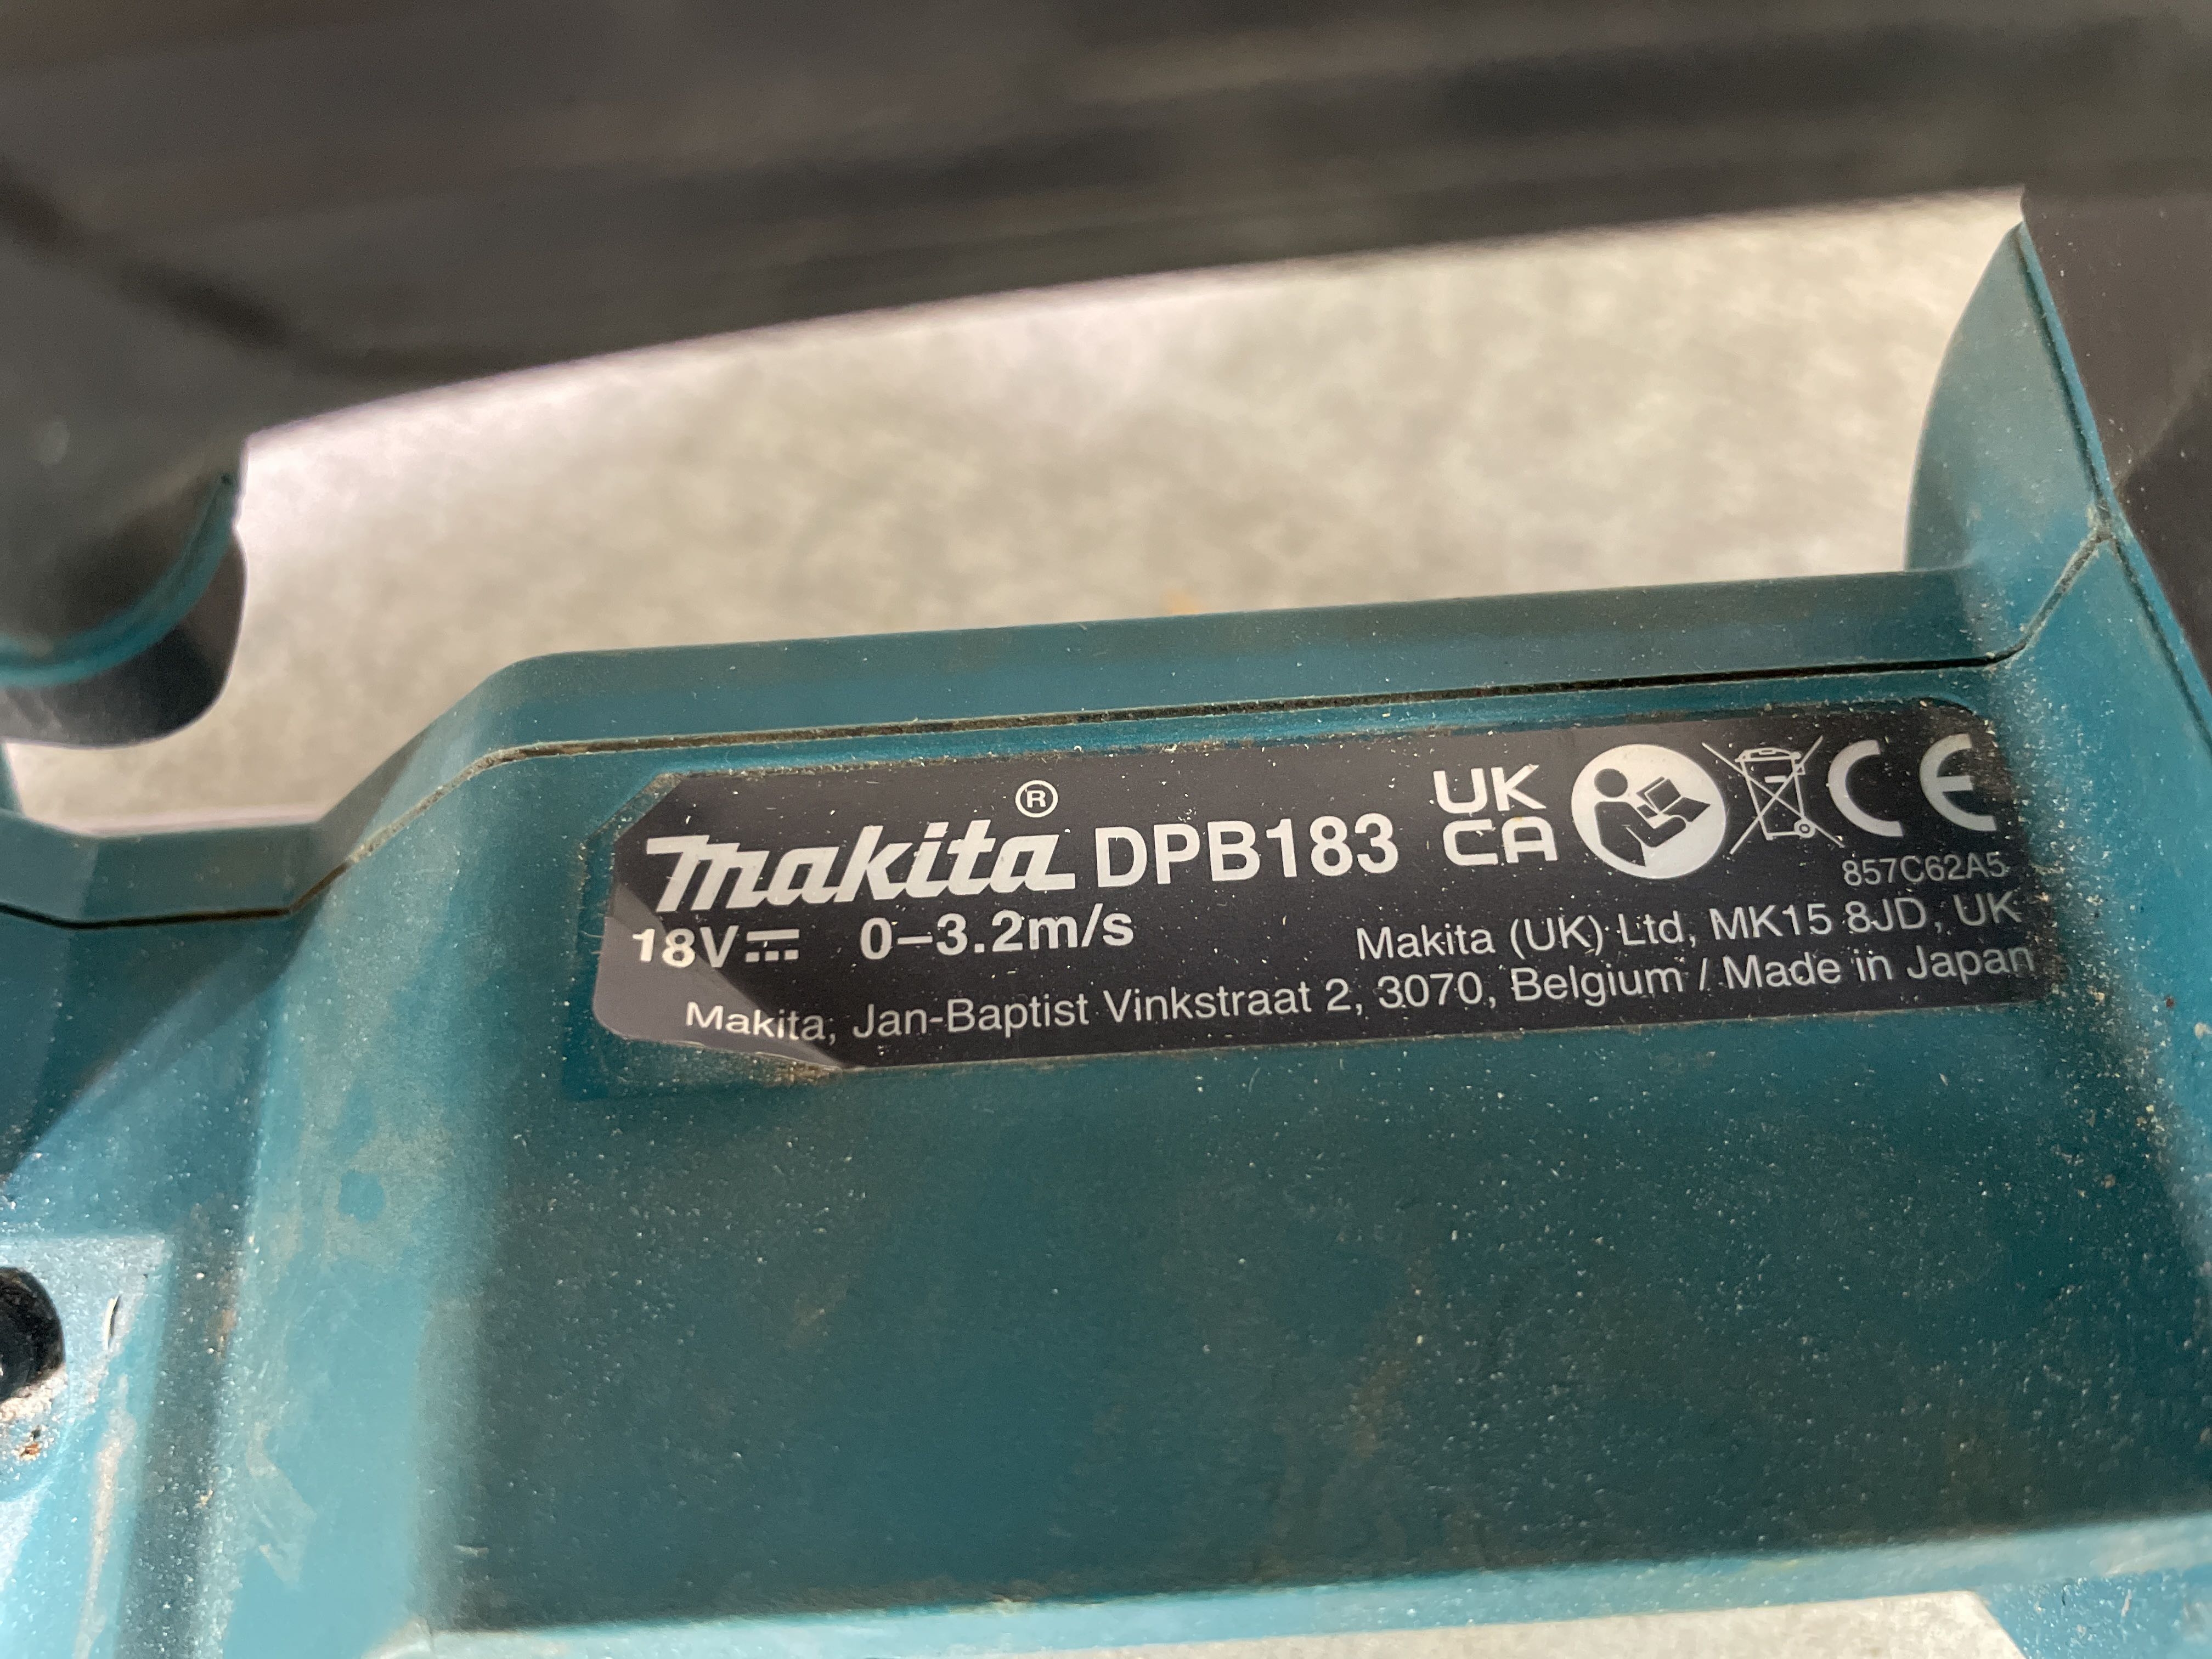 makita® DPB183
UK
CA
CE
857C62A5
18V 0–3.2m/s
Makita (UK) Ltd, MK15 8JD, UK
Makita, Jan-Baptist Vinkstraat 2, 3070, Belgium / Made in Japan